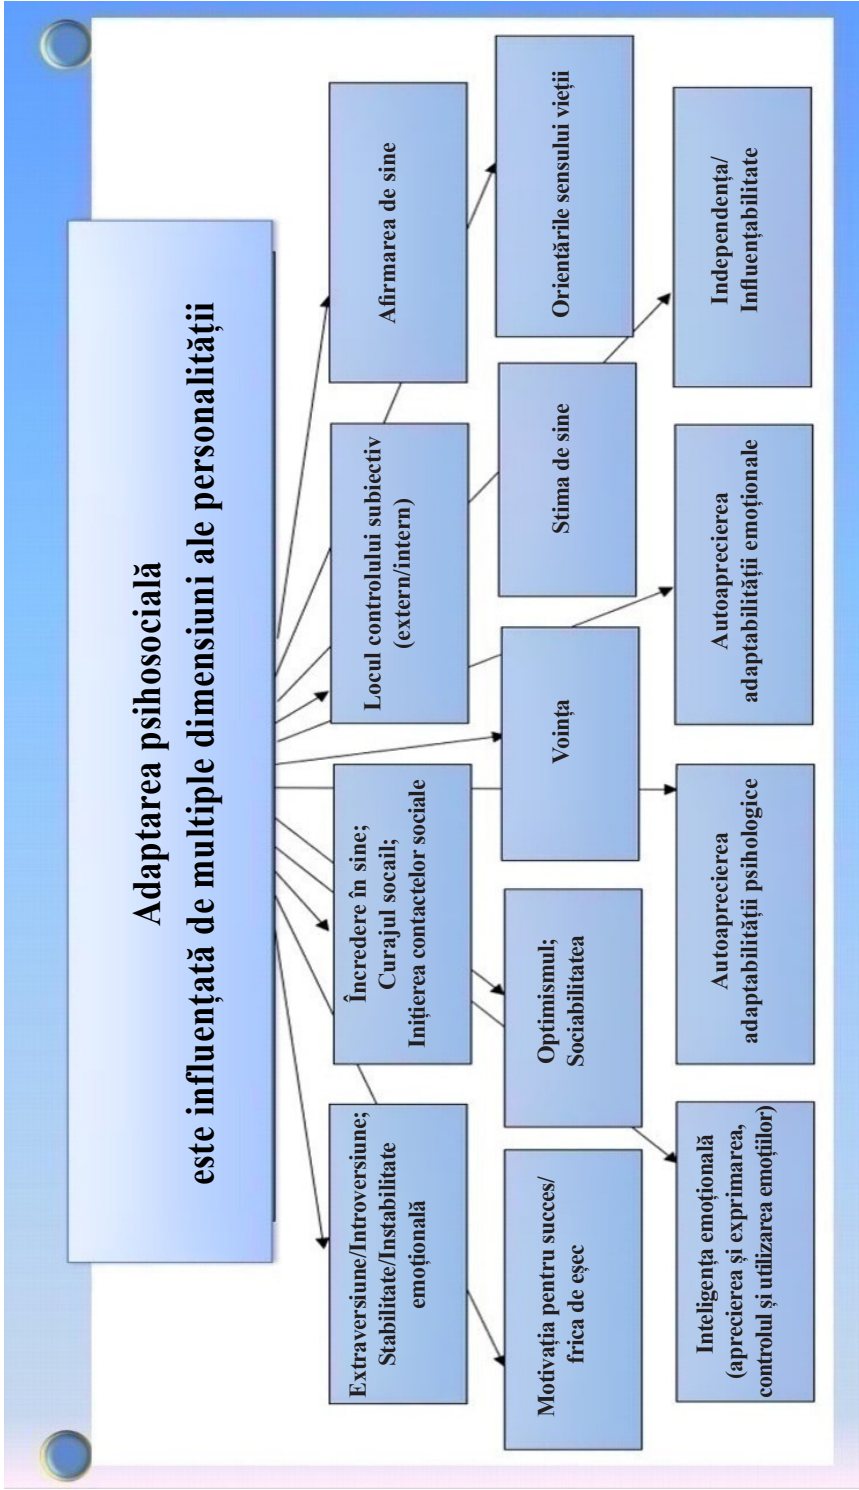 Adaptarea psihosocială
este influențată de multiple dimensiuni ale personalității
Extraversiune/Introversiune;
Stabilitate/Instabilitate
emoțională
Încredere în sine;
Curajul socail;
Inițierea contactelor sociale
Locul controlului subiectiv
(extern/intern)
Afirmarea de sine
Motivația pentru succes/
frica de eșec
Optimismul;
Sociabilitatea
Voința
Stima de sine
Orientările sensului vieții
Inteligența emoțională
(aprecierea și exprimarea,
controlul și utilizarea emoțiilor)
Autoaprecierea
adaptabilității psihologice
Autoaprecierea
adaptabilității emoționale
Independența/
Influențabilitate